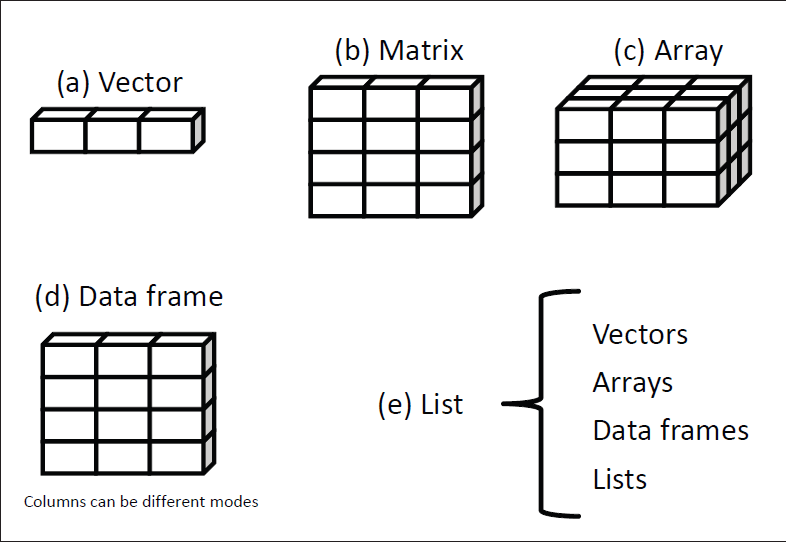 (a) Vector
(b) Matrix
(c) Array
(d) Data frame
Columns can be different modes
(e) List
Vectors
Arrays
Data frames
Lists